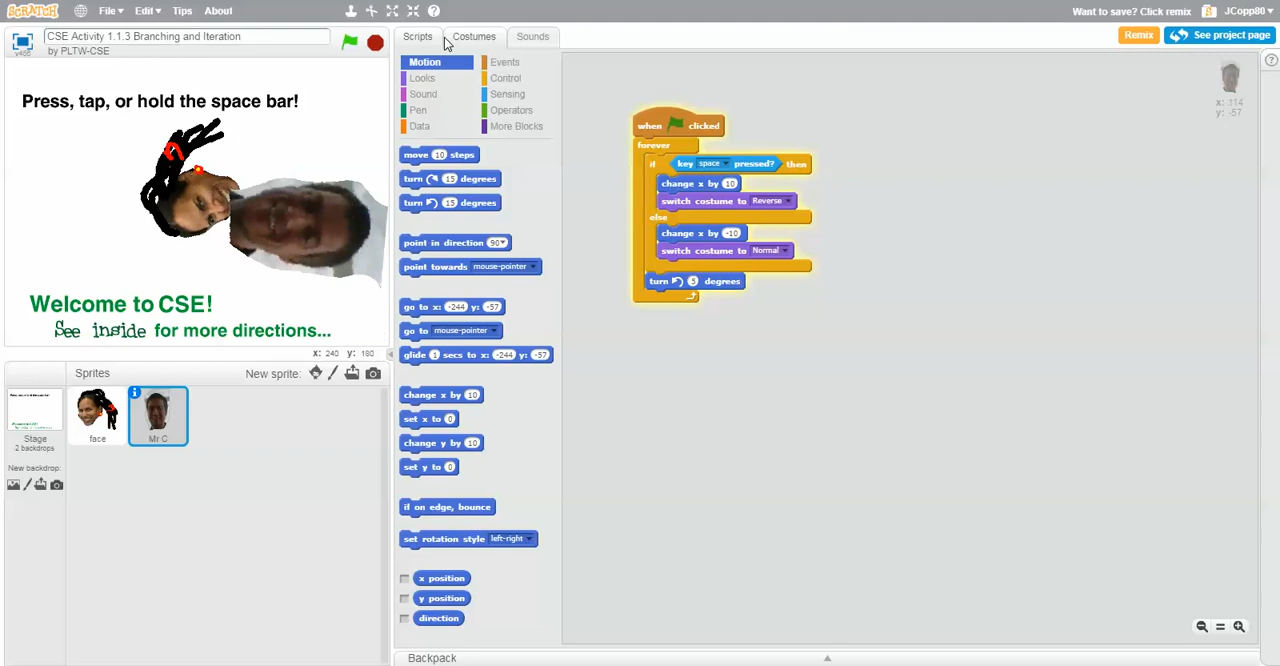 SCRATCH File Edit Tips About Want to save? Click remix JCopp80
CSE Activity 1.1.3 Branching and Iteration
by PLTW-CSE
v456
Scripts Costumes Sounds
Remix See project page
Press, tap, or hold the space bar!
Welcome to CSE!
See inside for more directions...
x: 240 y: 180
Sprites New sprite:
Stage
2 backdrops
New backdrop:
face
Mr C
Motion Events
Looks Control
Sound Sensing
Pen Operators
Data More Blocks
move 10 steps
turn 15 degrees
turn 15 degrees
point in direction 90
point towards mouse-pointer
go to x: -244 y: -57
go to mouse-pointer
glide 1 secs to x: -244 y: -57
change x by 10
set x to 0
change y by 10
set y to 0
if on edge, bounce
set rotation style left-right
x position
y position
direction
when clicked
forever
if key space pressed? then
change x by 10
switch costume to Reverse
else
change x by -10
switch costume to Normal
turn 5 degrees
x: 114
y: -57
?
Backpack